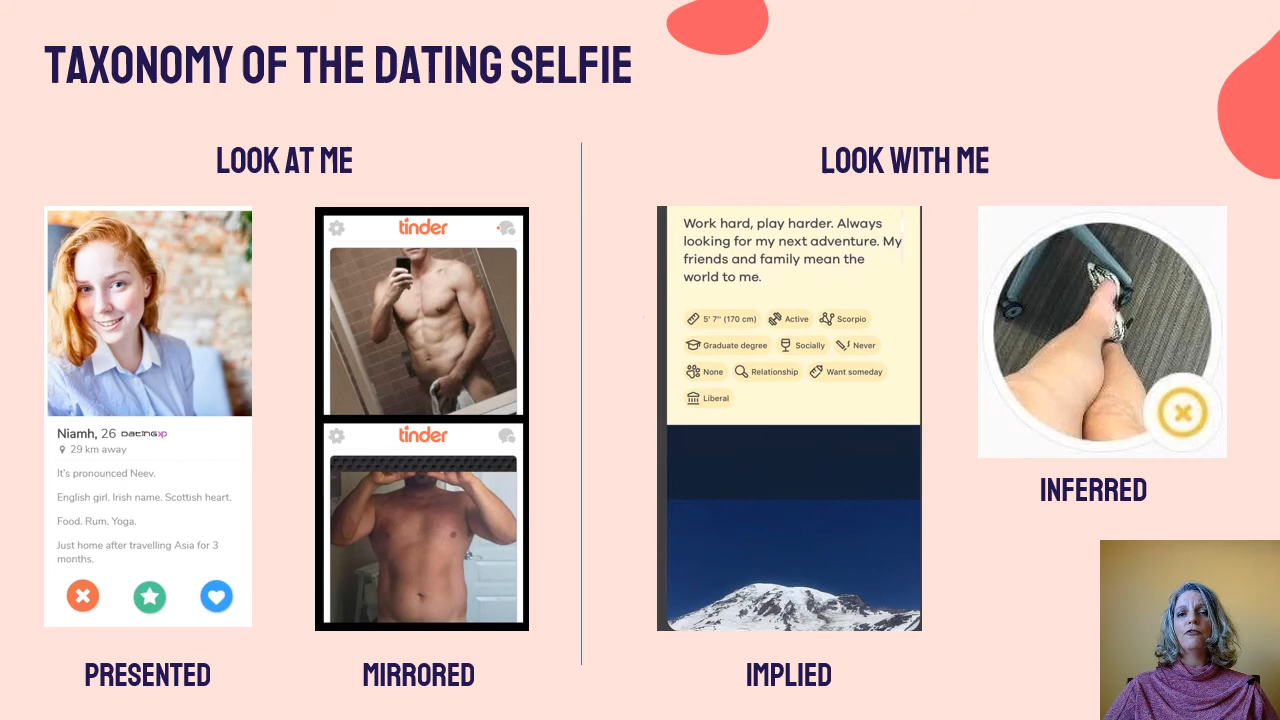 TAXONOMY OF THE DATING SELFIE
LOOK AT ME
Niamh, 26 DatingXP
29 km away
It's pronounced Neev.
English girl. Irish name. Scottish heart.
Food. Rum. Yoga.
Just home after travelling Asia for 3
months.
PRESENTED
tinder
tinder
MIRRORED
LOOK WITH ME
Work hard, play harder. Always
looking for my next adventure. My
friends and family mean the
world to me.
5' 7" (170 cm) Active Scorpio
Graduate degree Socially Never
None Relationship Want someday
Liberal
IMPLIED
INFERRED